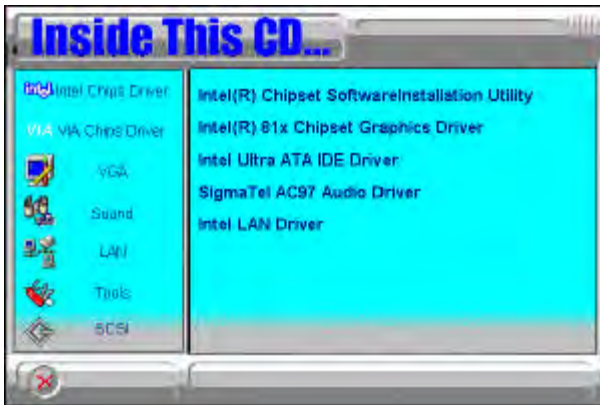 Inside This CD...
intel Intel Chips Driver
VIA VIA Chips Driver
VGA
Sound
LAN
Tools
SCSI
Intel(R) Chipset SoftwareInstallation Utility
Intel(R) 81x Chipset Graphics Driver
Intel Ultra ATA IDE Driver
SigmaTel AC97 Audio Driver
Intel LAN Driver